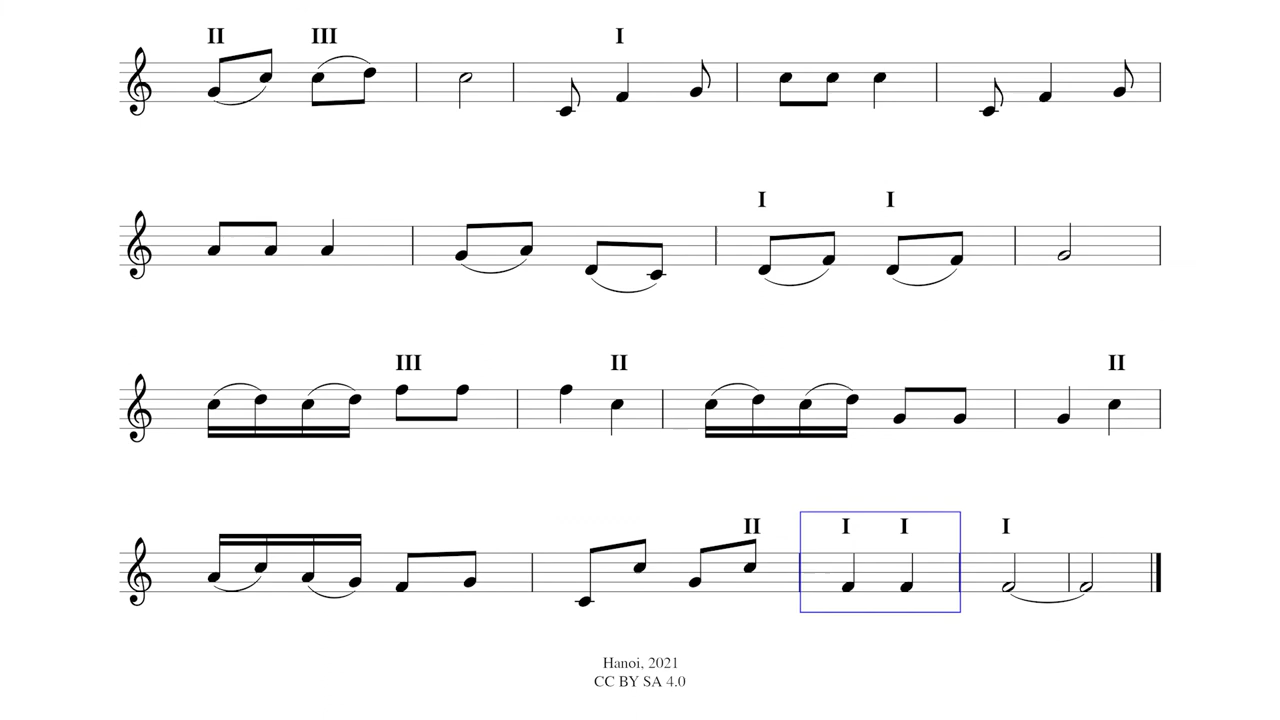 II III I
I I
III II II
II I I I
Hanoi, 2021
CC BY SA 4.0